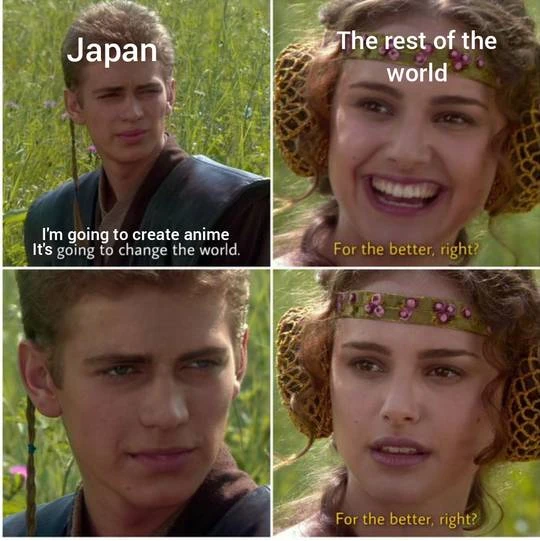 Japan
I'm going to create anime
It's going to change the world.
The rest of the
world
For the better, right?
For the better, right?